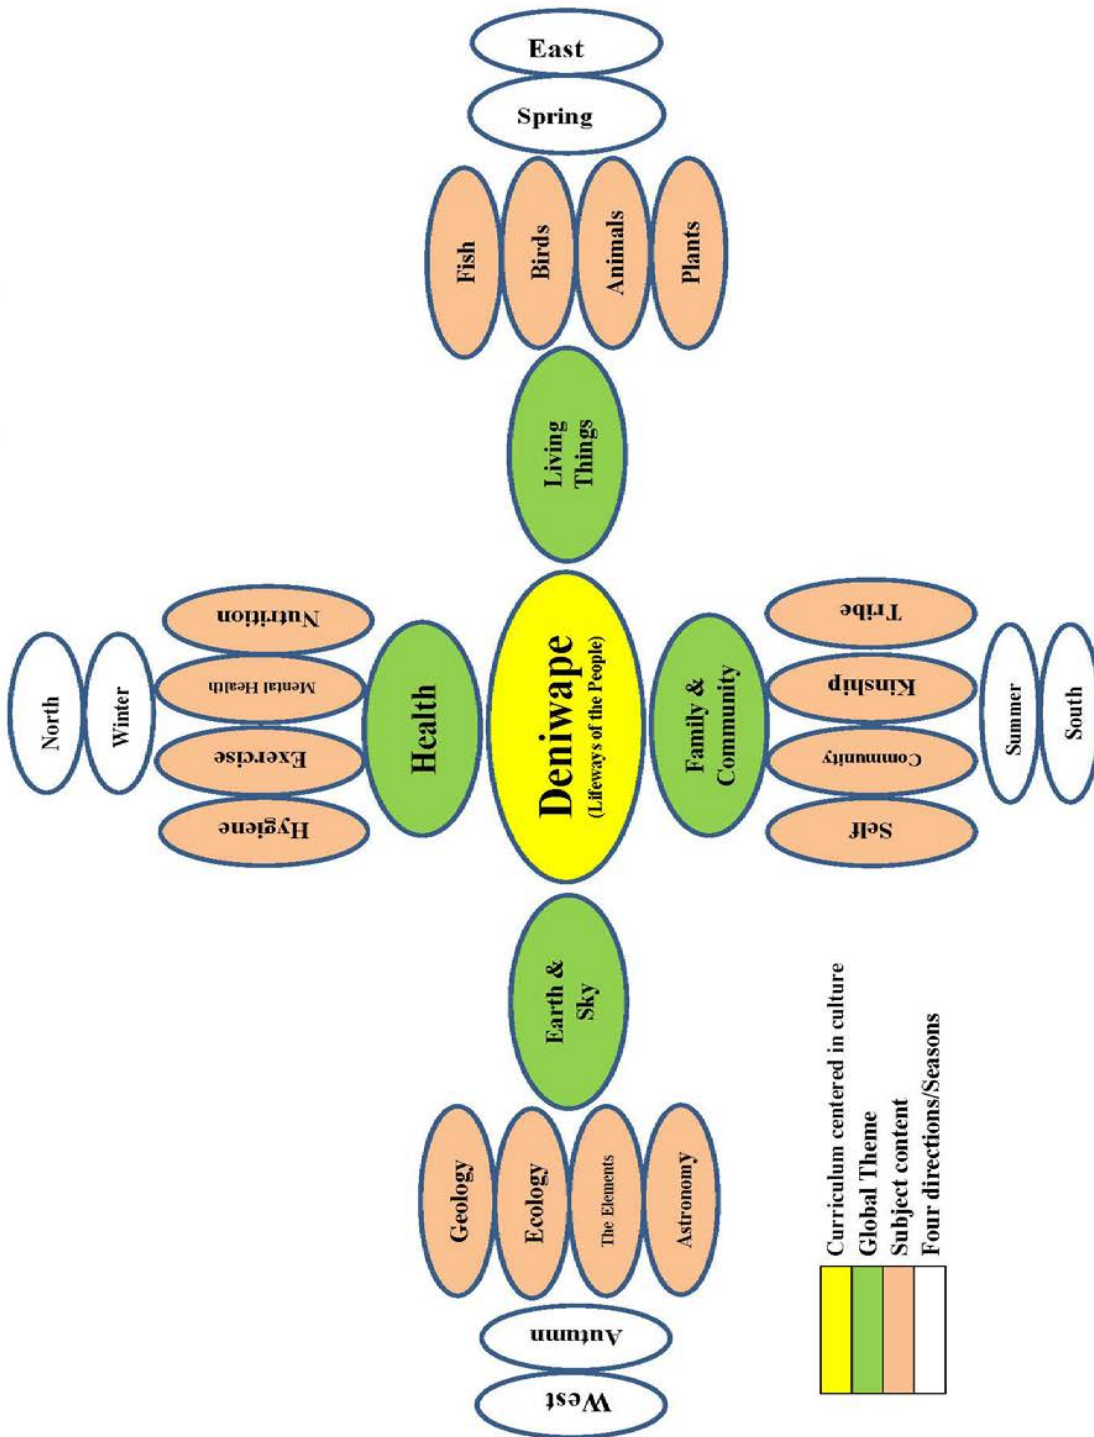 East
Spring
Fish
Birds
Animals
Plants
Living
Things
North
Winter
Nutrition
Mental Health
Exercise
Hygiene
Health
Deniwape
(Lifeways of the People)
Family &
Community
Tribe
Kinship
Community
Self
Summer
South
Earth &
Sky
Geology
Ecology
The Elements
Astronomy
Autumn
West
Curriculum centered in culture
Global Theme
Subject content
Four directions/Seasons